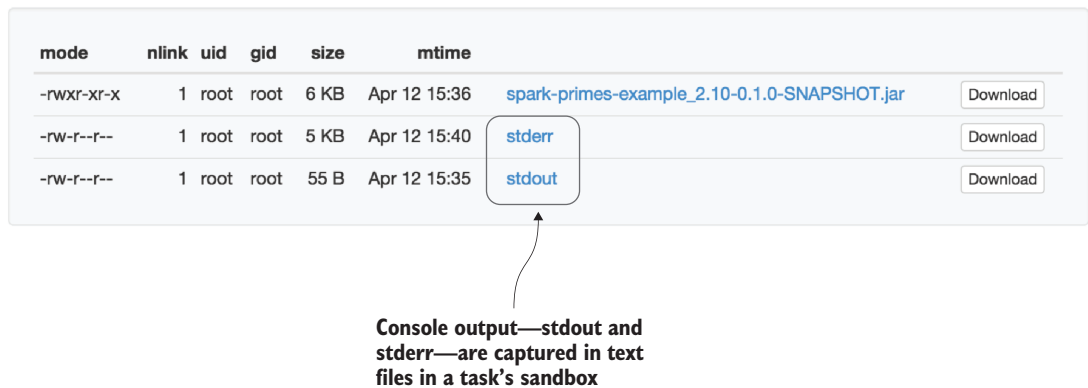 mode nlink uid gid size mtime
-rwxr-xr-x 1 root root 6 KB Apr 12 15:36 spark-primes-example_2.10-0.1.0-SNAPSHOT.jar Download
-rw-r--r-- 1 root root 5 KB Apr 12 15:40 stderr Download
-rw-r--r-- 1 root root 55 B Apr 12 15:35 stdout Download
Console output—stdout and
stderr—are captured in text
files in a task’s sandbox